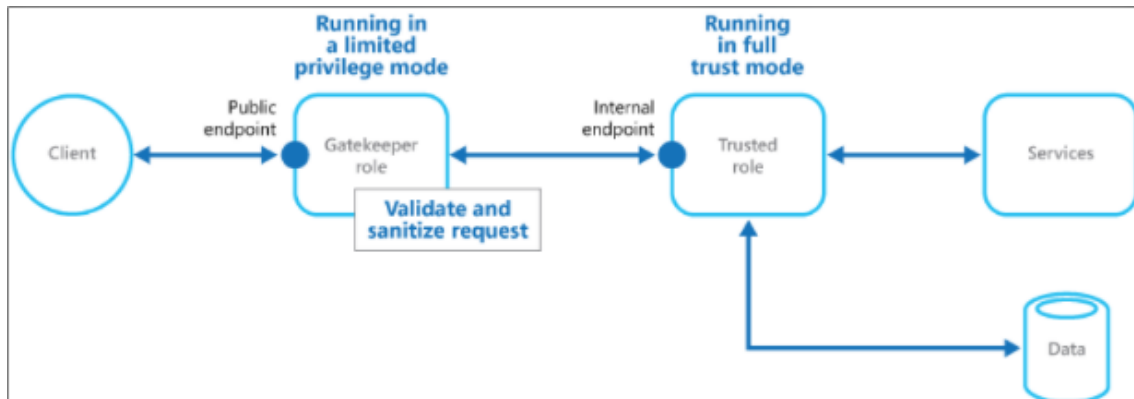 Running in
a limited
privilege mode
Running
in full
trust mode
Public
endpoint
Internal
endpoint
Client
Gatekeeper
role
Trusted
role
Services
Validate and
sanitize request
Data